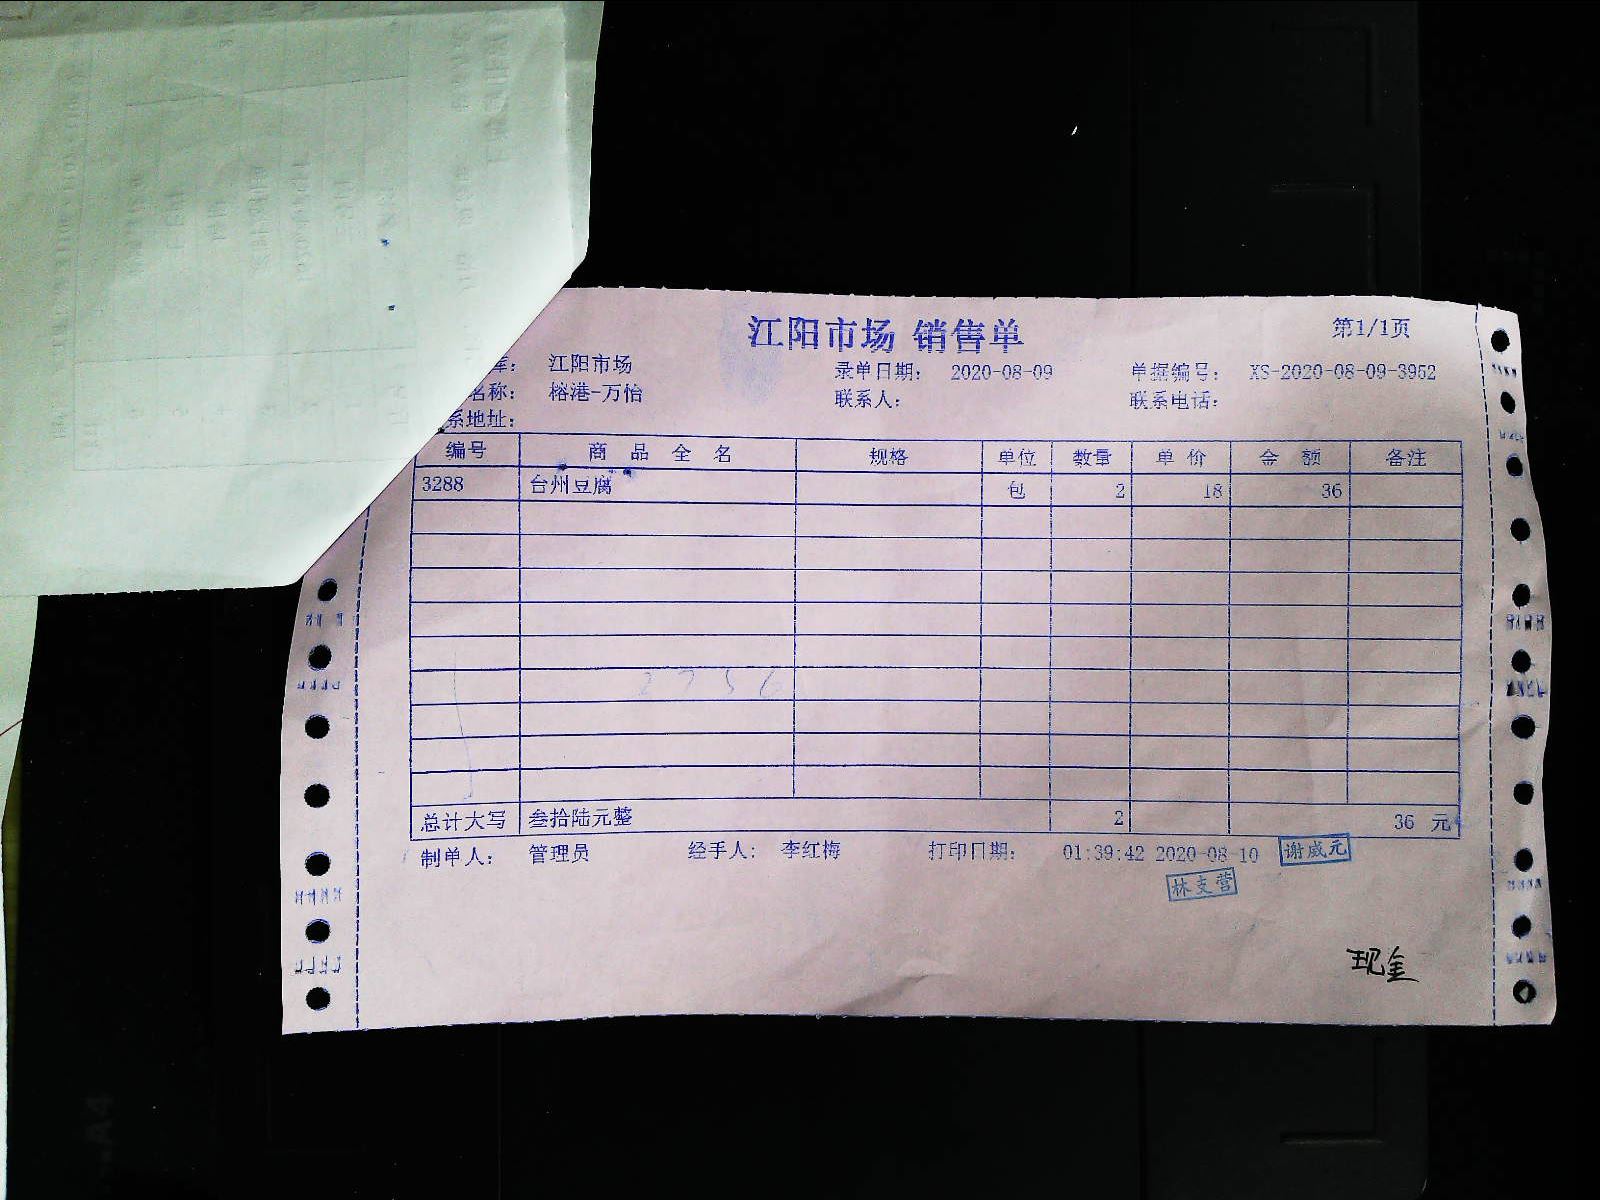 江阳市场 销售单
第1/1页
库: 江阳市场 录单日期: 2020-08-09 单据编号: XS-2020-08-09-3952
名称: 榕港-万怡 联系人: 联系电话:
系地址:
编号 商品全名 规格 单位 数量 单价 金额 备注
3288 台州豆腐 包 2 18 36
2756
总计大写 叁拾陆元整 2 36 元
制单人: 管理员 经手人: 李红梅 打印日期: 01:39:42 2020-08-10 谢威元
林支营
现金